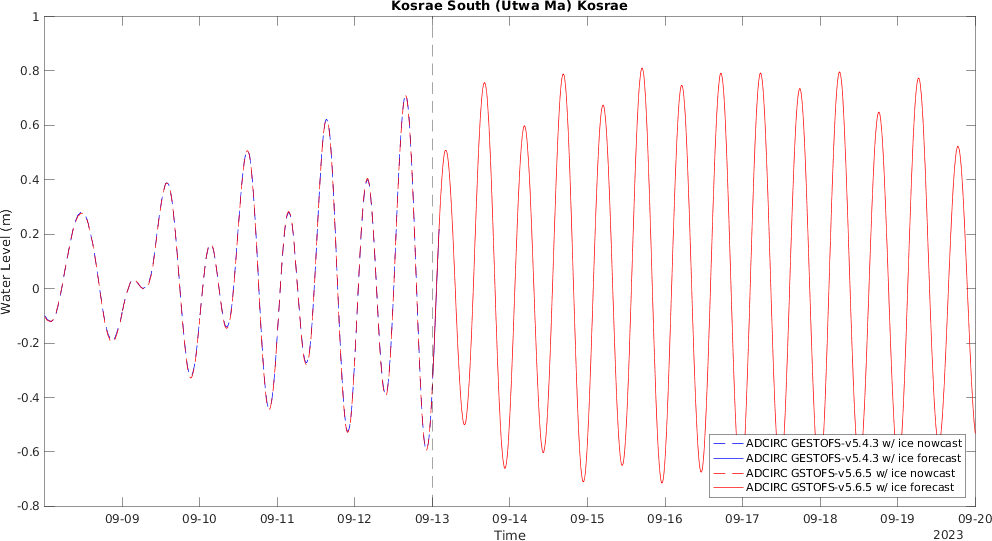 Kosrae South (Utwa Ma) Kosrae
1
0.8
0.6
0.4
0.2
0
-0.2
-0.4
-0.6
-0.8
Water Level (m)
ADCIRC GESTOFS-v5.4.3 w/ ice nowcast
ADCIRC GESTOFS-v5.4.3 w/ ice forecast
ADCIRC GSTOFS-v5.6.5 w/ ice nowcast
ADCIRC GSTOFS-v5.6.5 w/ ice forecast
09-09 09-10 09-11 09-12 09-13 09-14 09-15 09-16 09-17 09-18 09-19 09-20
Time 2023